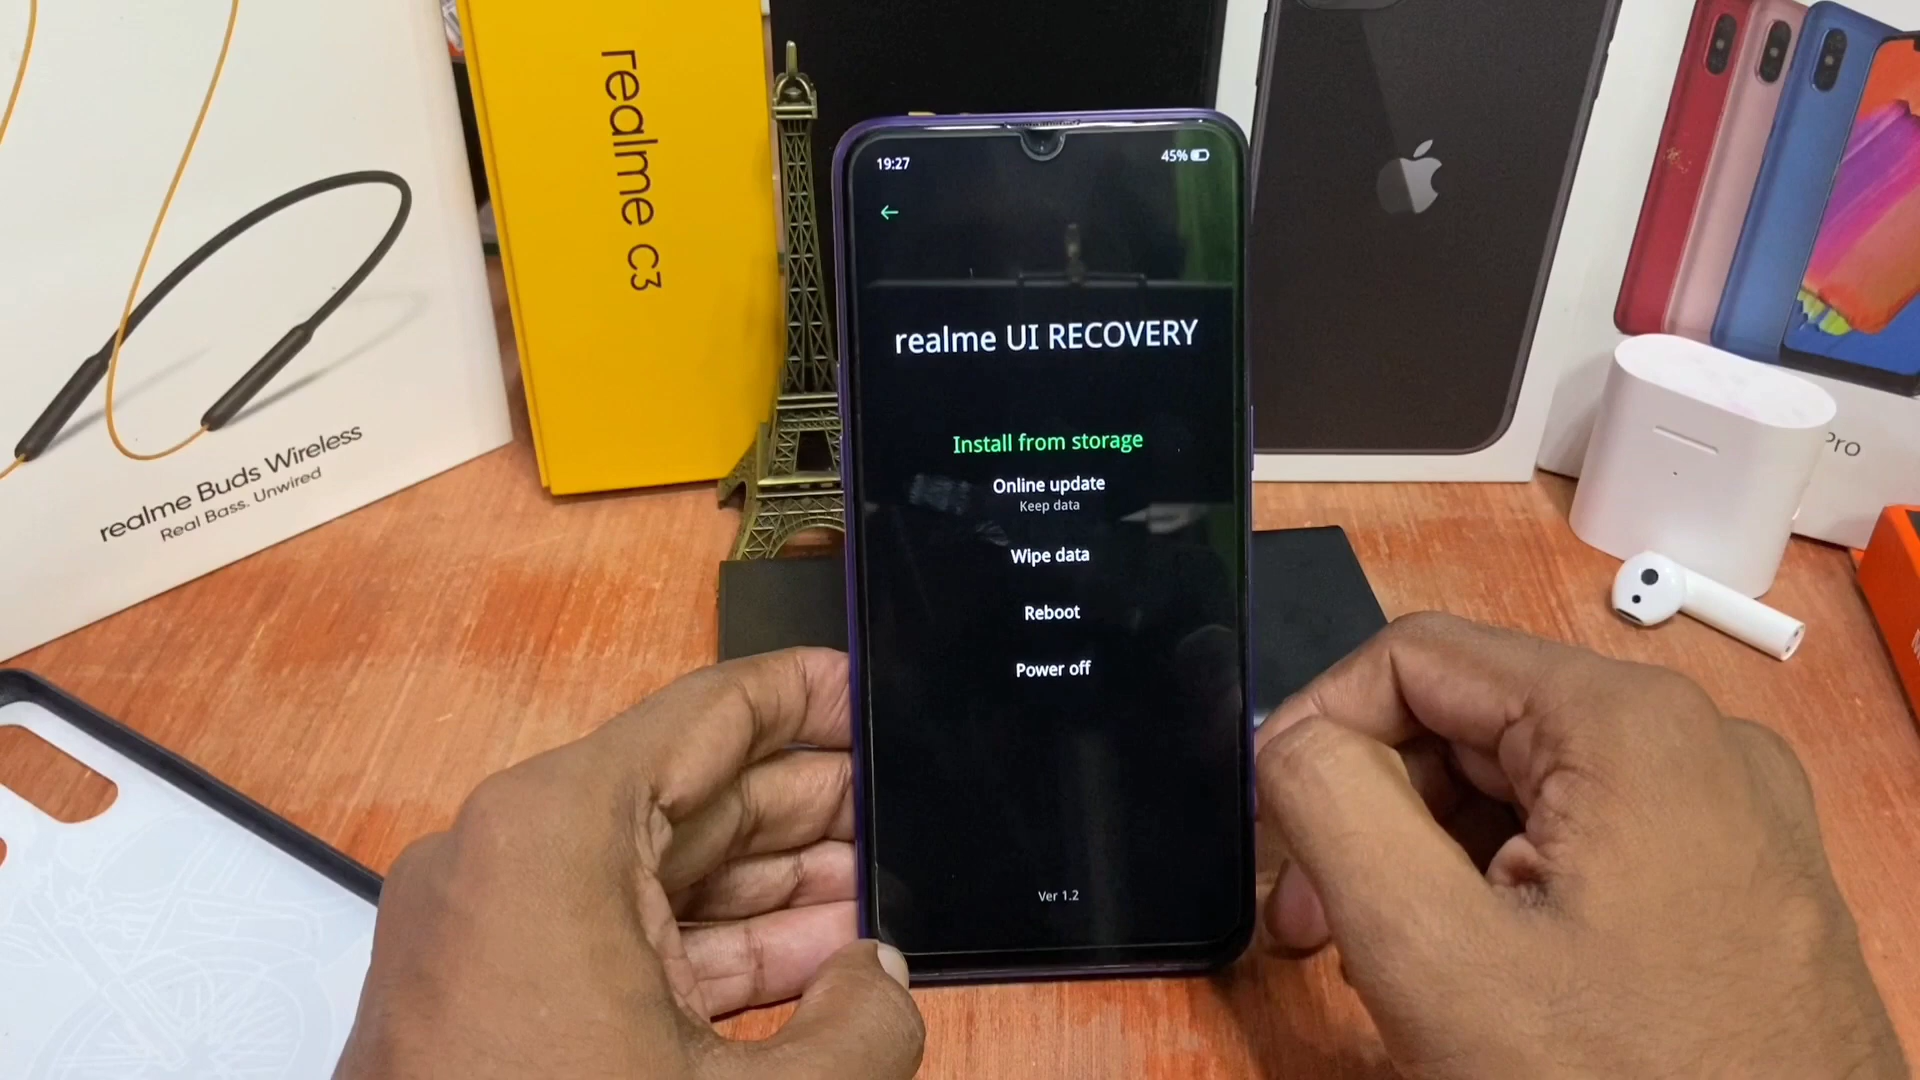 realme Buds Wireless
Real Bass. Unwired
realme C3
19:27
45%
realme UI RECOVERY
Install from storage
Online update
Keep data
Wipe data
Reboot
Power off
Ver 1.2
Pro